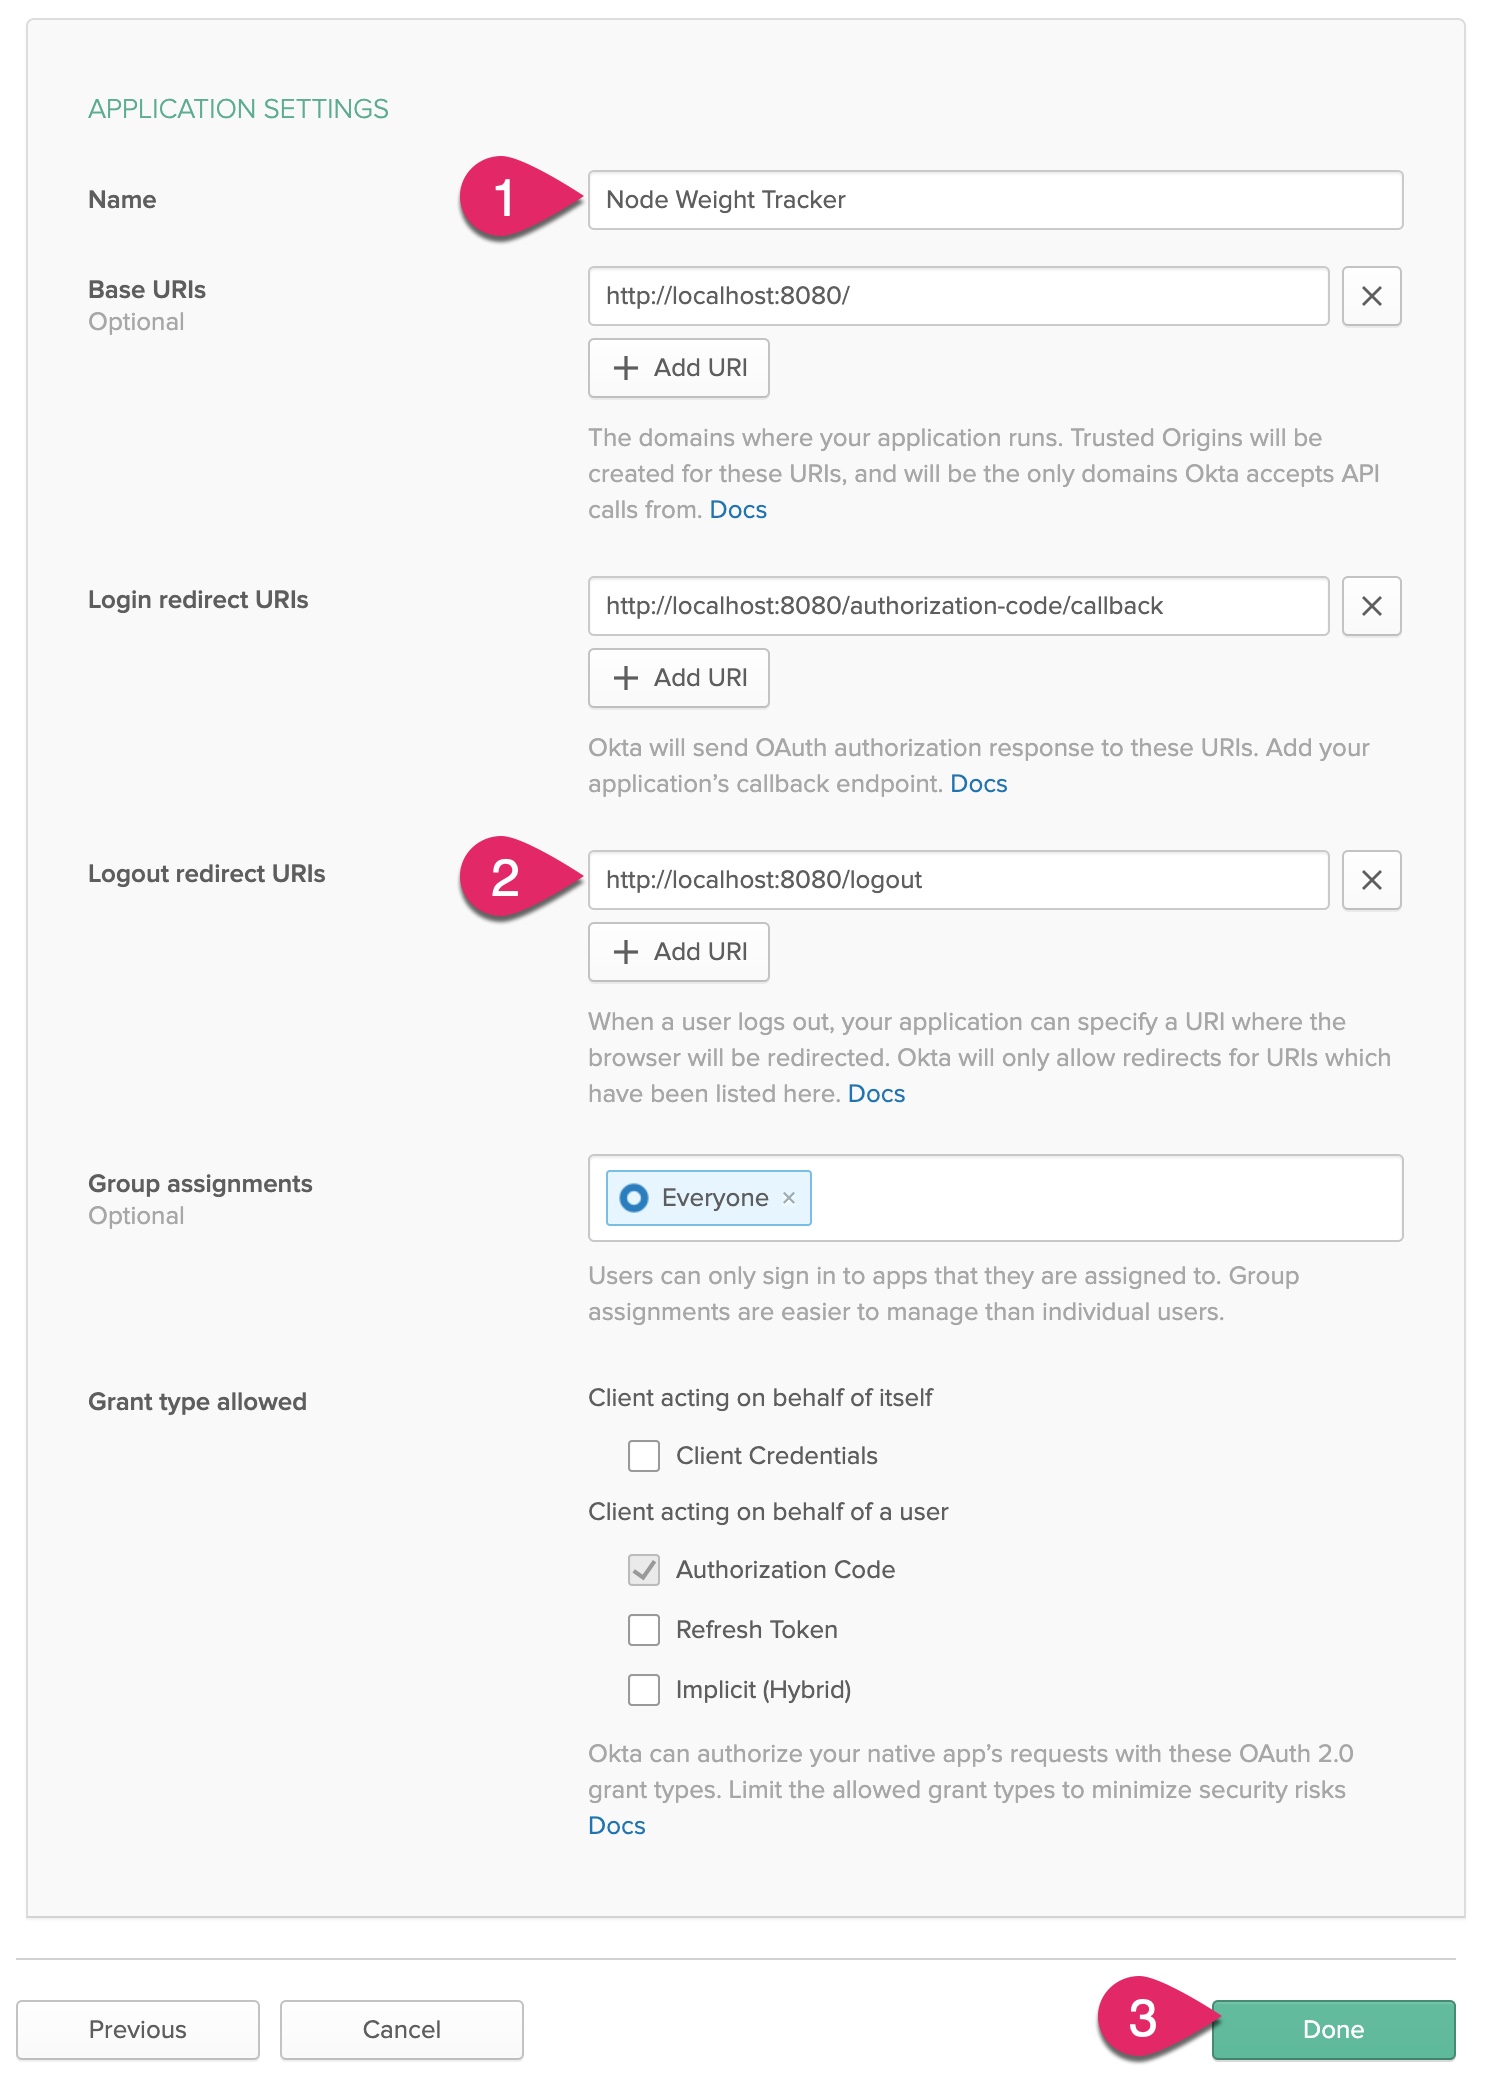 APPLICATION SETTINGS
Name
1
Node Weight Tracker
Base URIs
Optional
http://localhost:8080/
Add URI
The domains where your application runs. Trusted Origins will be
created for these URIs, and will be the only domains Okta accepts API
calls from. Docs
Login redirect URIs
http://localhost:8080/authorization-code/callback
Add URI
Okta will send OAuth authorization response to these URIs. Add your
application’s callback endpoint. Docs
Logout redirect URIs
2
http://localhost:8080/logout
Add URI
When a user logs out, your application can specify a URI where the
browser will be redirected. Okta will only allow redirects for URIs which
have been listed here. Docs
Group assignments
Optional
Everyone
Users can only sign in to apps that they are assigned to. Group
assignments are easier to manage than individual users.
Grant type allowed
Client acting on behalf of itself
Client Credentials
Client acting on behalf of a user
Authorization Code
Refresh Token
Implicit (Hybrid)
Okta can authorize your native app’s requests with these OAuth 2.0
grant types. Limit the allowed grant types to minimize security risks
Docs
Previous
Cancel
3
Done